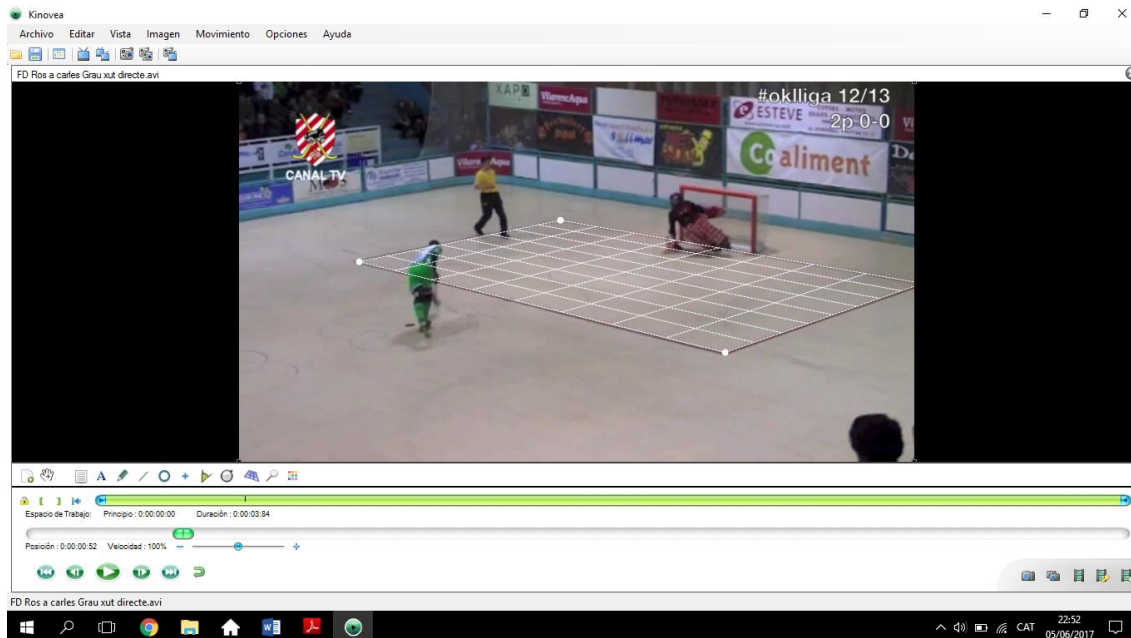 Kinovea
Archivo Editar Vista Imagen Movimiento Opciones Ayuda
FD Ros a carles Grau xut directe.avi
XAPO
VilarencAqua
#oklliga 12/13
ESTEVE
2p 0-0
Coaliment
CANAL TV
Espacio de Trabajo: Principio : 0:00:00:00 Duración : 0:00:03:84
Posición : 0:00:00:52 Velocidad : 100%
FD Ros a carles Grau xut directe.avi
CAT
22:52
05/06/2017